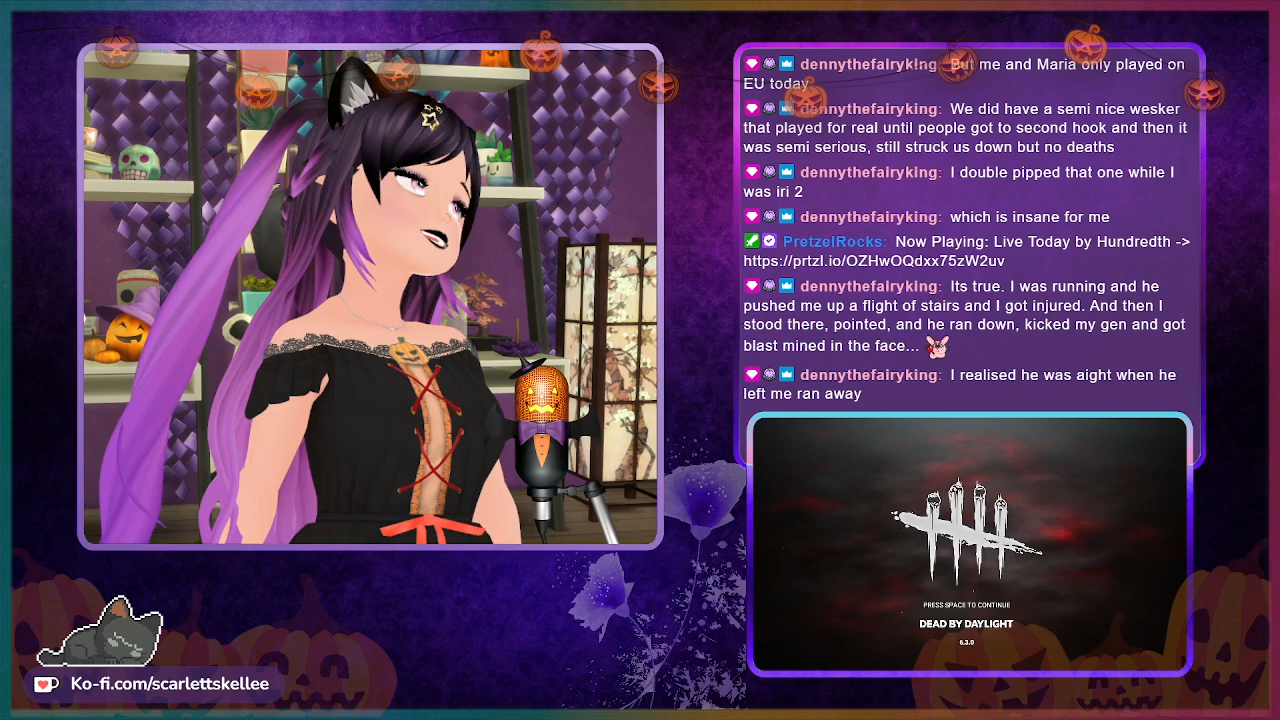 dennythefairyking: But me and Maria only played on
EU today
dennythefairyking: We did have a semi nice wesker
that played for real until people got to second hook and then it
was semi serious, still struck us down but no deaths
dennythefairyking: I double pipped that one while I
was iri 2
dennythefairyking: which is insane for me
PretzelRocks: Now Playing: Live Today by Hundredth ->
https://prtzl.io/OZHwOQdxx75zW2uv
dennythefairyking: Its true. I was running and he
pushed me up a flight of stairs and I got injured. And then I
stood there, pointed, and he ran down, kicked my gen and got
blast mined in the face...
dennythefairyking: I realised he was aight when he
left me ran away
PRESS SPACE TO CONTINUE
DEAD BY DAYLIGHT
6.3.0
Ko-fi.com/scarlettskellee